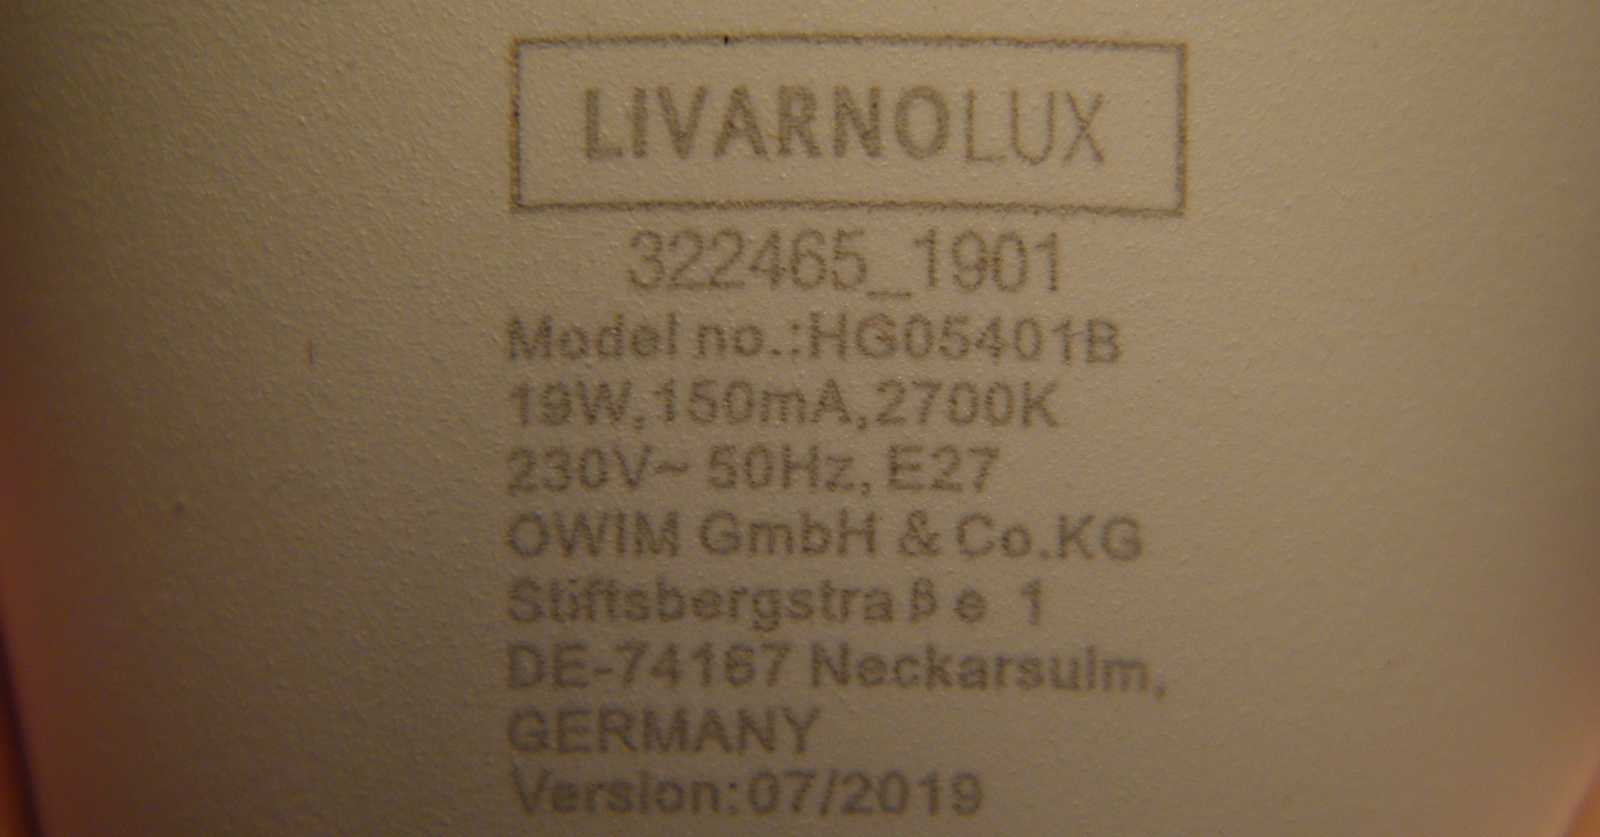 LIVARNOLUX
322465_1901
Model no.:HG05401B
19W,150mA,2700K
230V~ 50Hz, E27
OWIM GmbH & Co.KG
Stiftsbergstraβe 1
DE-74167 Neckarsulm,
GERMANY
Version:07/2019